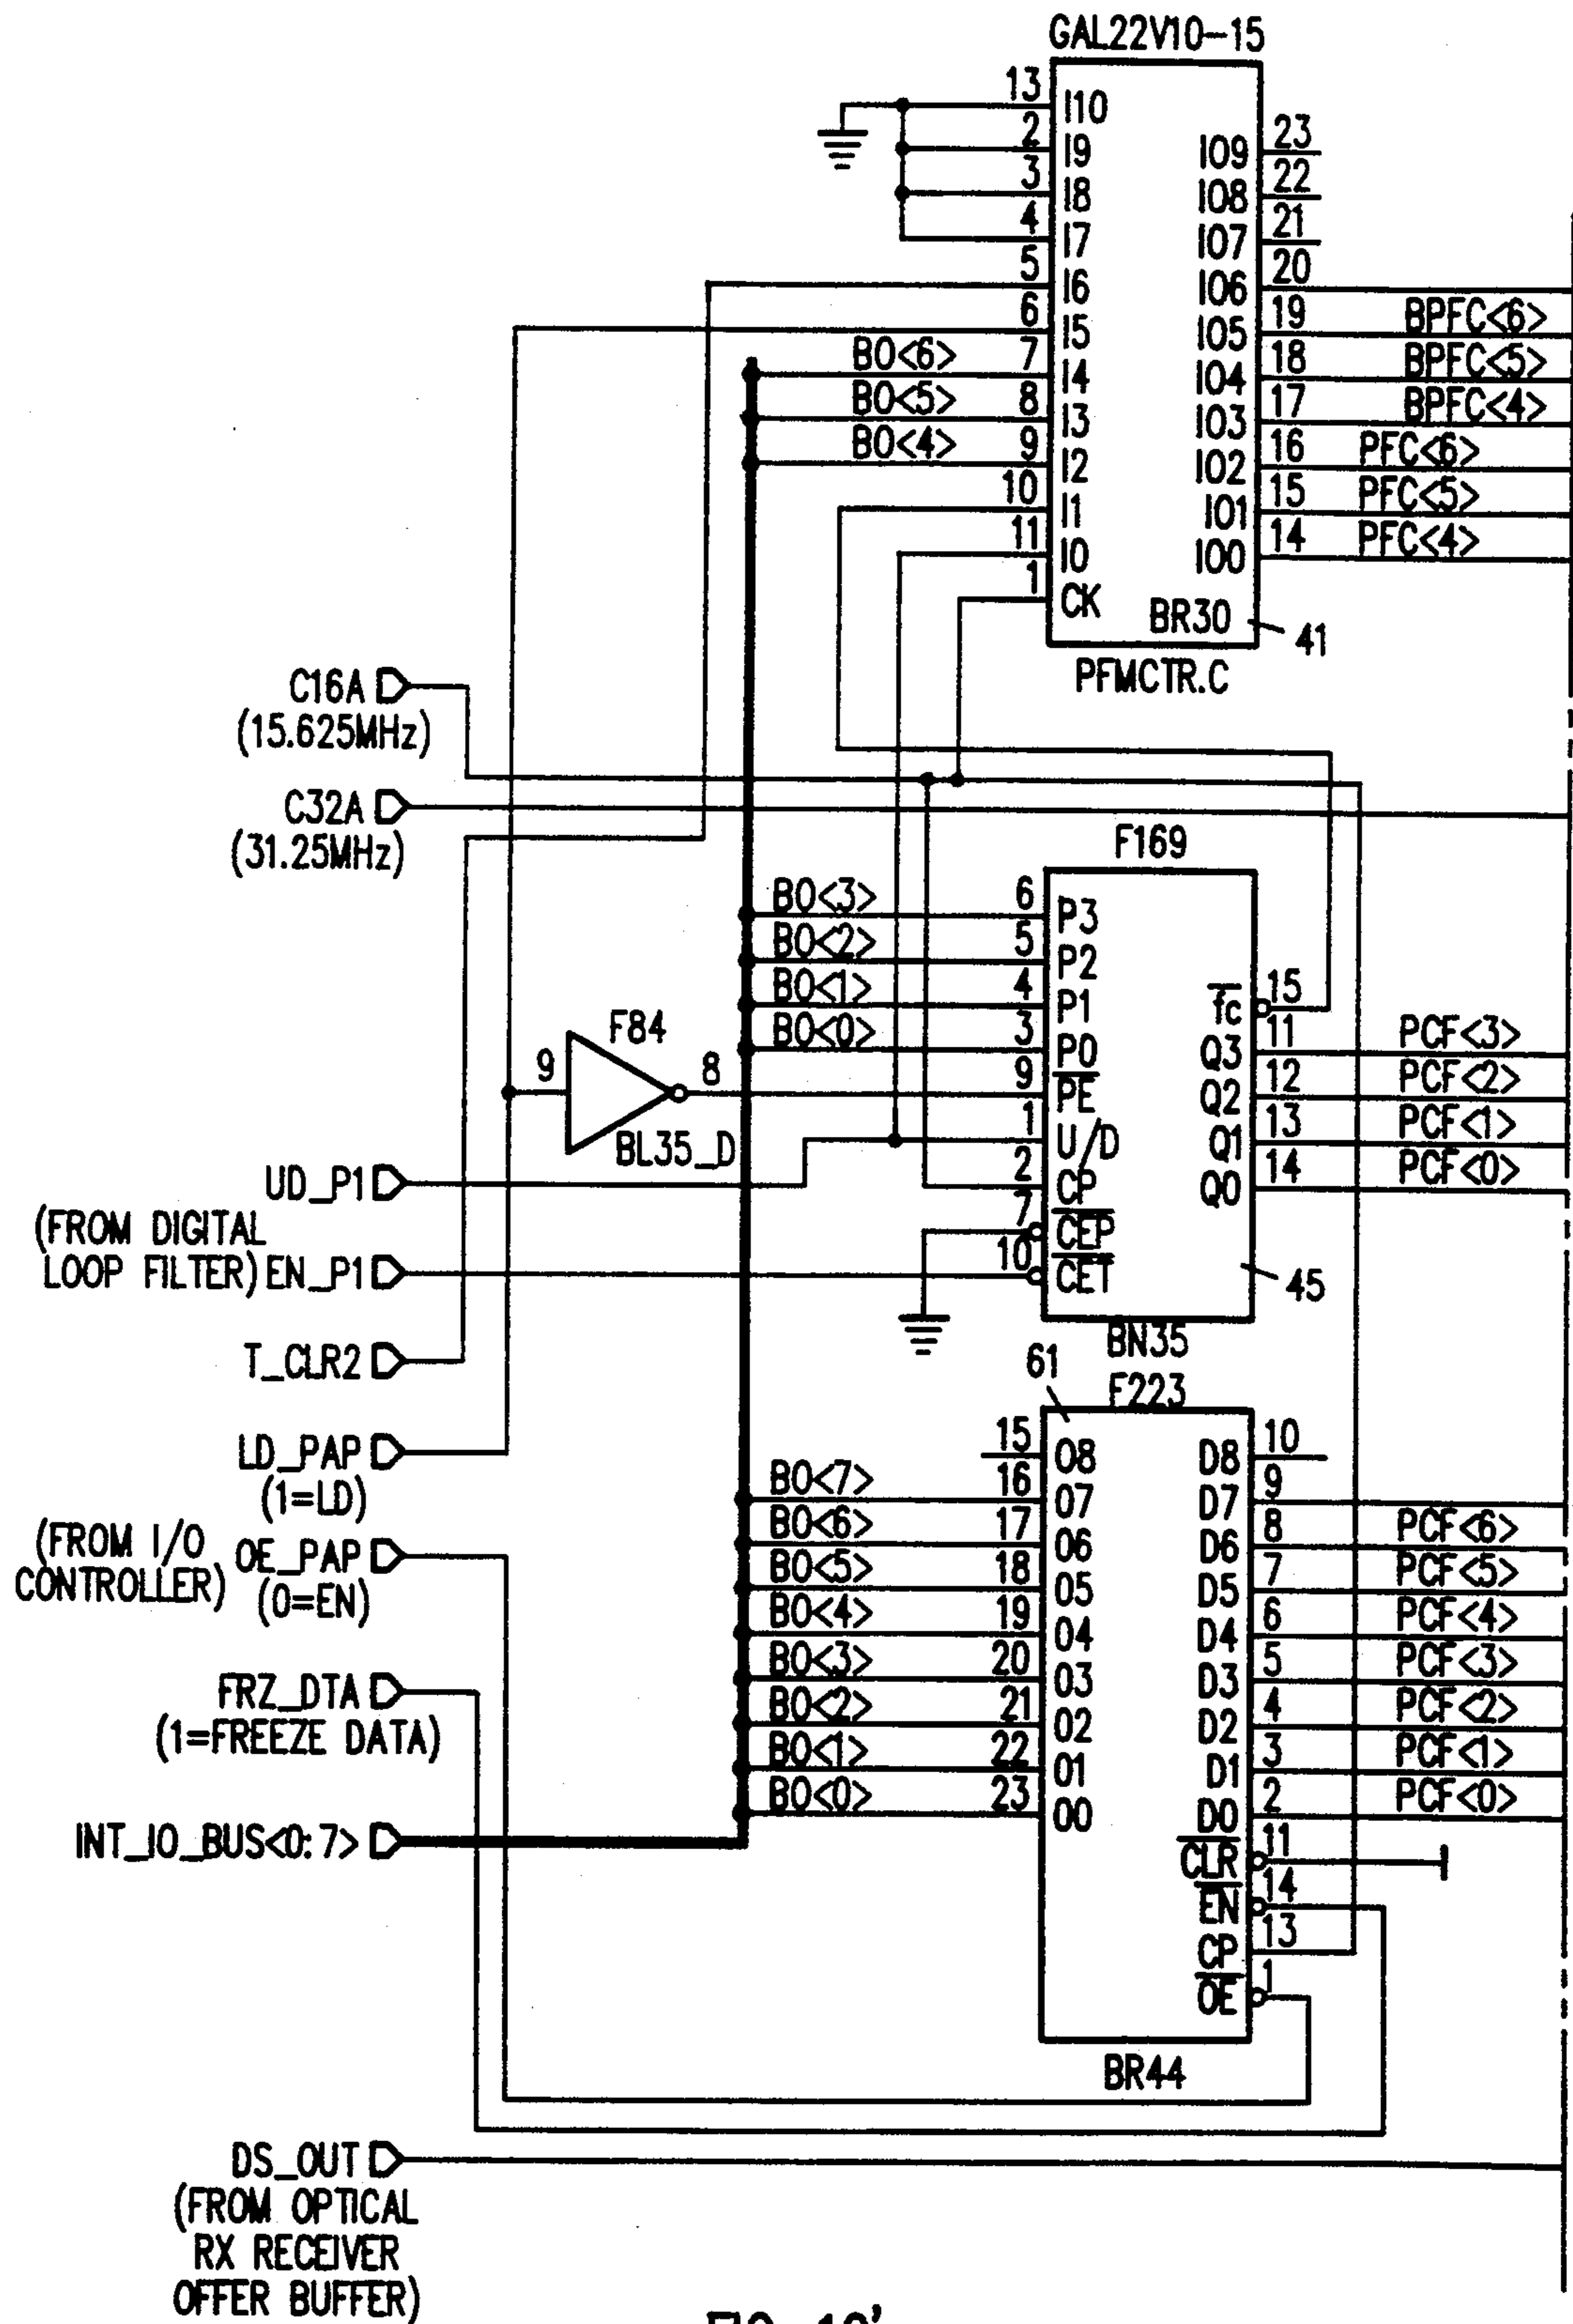 GAL22V10-15
13 I10
2 I9
3 I8
4 I7
5 I6
6 I5
BO<6> 7 I4
BO<5> 8 I3
BO<4> 9 I2
10 I1
11 I0
1 CK
IO9 23
IO8 22
IO7 21
IO6 20
IO5 19 BPFC<6>
IO4 18 BPFC<5>
IO3 17 BPFC<4>
IO2 16 PFC<6>
IO1 15 PFC<5>
IO0 14 PFC<4>
BR30
41
PFMCTR.C
C16A
(15.625MHz)
C32A
(31.25MHz)
F169
BO<3> 6 P3
BO<2> 5 P2
BO<1> 4 P1
BO<0> 3 P0
9 PE
1 U/D
2 CP
7 CEP
10 CET
fc 15
Q3 11 PCF<3>
Q2 12 PCF<2>
Q1 13 PCF<1>
Q0 14 PCF<0>
45
BN35
F84
9 8
BL35_D
UD_P1
(FROM DIGITAL
LOOP FILTER) EN_P1
T_CLR2
LD_PAP
(1=LD)
(FROM I/O
CONTROLLER)
OE_PAP
(0=EN)
FRZ_DTA
(1=FREEZE DATA)
INT_IO_BUS<0:7>
61
F223
15 O8
BO<7> 16 O7
BO<6> 17 O6
BO<5> 18 O5
BO<4> 19 O4
BO<3> 20 O3
BO<2> 21 O2
BO<1> 22 O1
BO<0> 23 O0
D8 10
D7 9
D6 8 PCF<6>
D5 7 PCF<5>
D4 6 PCF<4>
D3 5 PCF<3>
D2 4 PCF<2>
D1 3 PCF<1>
D0 2 PCF<0>
CLR 11
EN 14
CP 13
OE 1
BR44
DS_OUT
(FROM OPTICAL
RX RECEIVER
OFFER BUFFER)